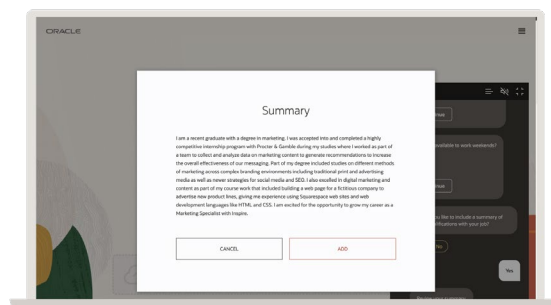 ORACLE
Summary
I am a recent graduate with a degree in marketing. I was accepted into and completed a highly
competitive internship program with Procter & Gamble during my studies where I worked as part of
a team to collect and analyze data on marketing content to generate recommendations to increase
the overall effectiveness of our messaging. Part of my degree included studies on different methods
of marketing across complex branding environments including traditional print and advertising
media as well as newer strategies for social media and SEO. I also excelled in digital marketing and
content as part of my course work that included building a web page for a fictitious company to
advertise new product lines, giving me experience using Squarespace web sites and web
development languages like HTML and CSS. I am excited for the opportunity to grow my career as a
Marketing Specialist with Inspire.
CANCEL
ADD
available to work weekends?
you like to include a summary of
with your job?
No
Yes